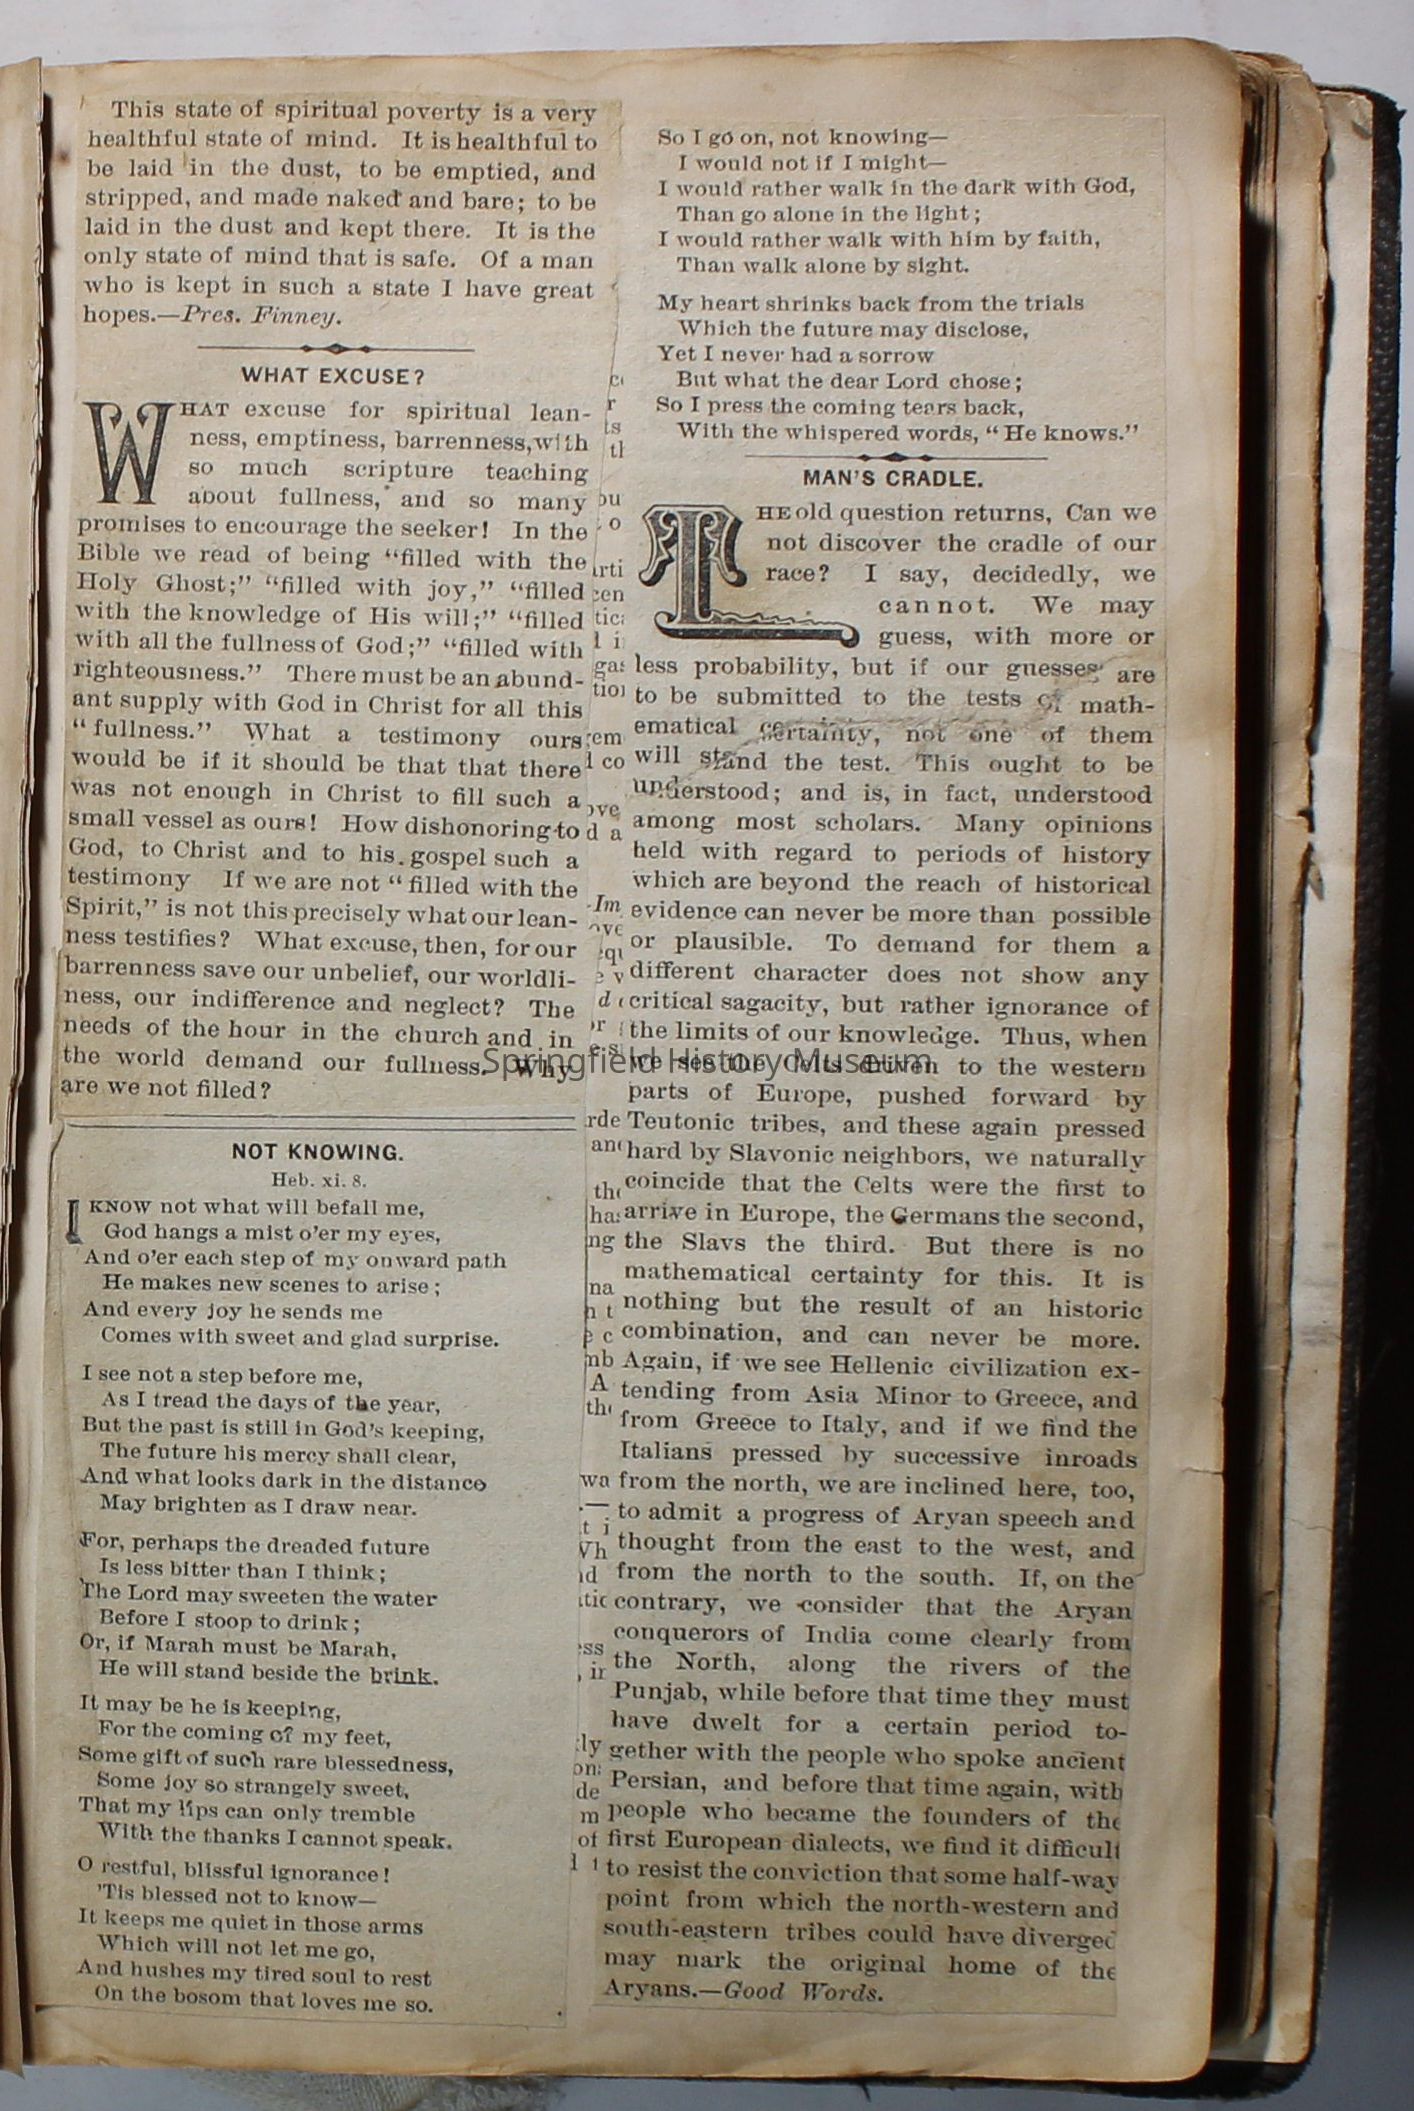 This state of spiritual poverty is a very
healthful state of mind. It is healthful to
be laid in the dust, to be emptied, and
stripped, and made naked and bare; to be
laid in the dust and kept there. It is the
only state of mind that is safe. Of a man
who is kept in such a state I have great
hopes.—Pres. Finney.
WHAT EXCUSE?
WHAT excuse for spiritual lean-
ness, emptiness, barrenness, with
so much scripture teaching
about fullness, and so many
promises to encourage the seeker! In the
Bible we read of being "filled with the
Holy Ghost;" "filled with joy," "filled
with the knowledge of His will;" "filled
with all the fullness of God;" "filled with
righteousness." There must be an abund-
ant supply with God in Christ for all this
"fullness." What a testimony ours
would be if it should be that that there
was not enough in Christ to fill such a
small vessel as ours! How dishonoring to
God, to Christ and to his gospel such a
testimony If we are not "filled with the
Spirit," is not this precisely what our lean-
ness testifies? What excuse, then, for our
barrenness save our unbelief, our worldli-
ness, our indifference and neglect? The
needs of the hour in the church and in
the world demand our fullness. Why
are we not filled?
NOT KNOWING.
Heb. xi. 8.
I KNOW not what will befall me,
God hangs a mist o'er my eyes,
And o'er each step of my onward path
He makes new scenes to arise;
And every joy he sends me
Comes with sweet and glad surprise.
I see not a step before me,
As I tread the days of the year,
But the past is still in God's keeping,
The future his mercy shall clear,
And what looks dark in the distance
May brighten as I draw near.
For, perhaps the dreaded future
Is less bitter than I think;
The Lord may sweeten the water
Before I stoop to drink;
Or, if Marah must be Marah,
He will stand beside the brink.
It may be he is keeping,
For the coming of my feet,
Some gift of such rare blessedness,
Some joy so strangely sweet,
That my lips can only tremble
With the thanks I cannot speak.
O restful, blissful ignorance!
'Tis blessed not to know—
It keeps me quiet in those arms
Which will not let me go,
And hushes my tired soul to rest
On the bosom that loves me so.
So I go on, not knowing—
I would not if I might—
I would rather walk in the dark with God,
Than go alone in the light;
I would rather walk with him by faith,
Than walk alone by sight.
My heart shrinks back from the trials
Which the future may disclose,
Yet I never had a sorrow
But what the dear Lord chose;
So I press the coming tears back,
With the whispered words, "He knows."
MAN'S CRADLE.
THE old question returns, Can we
not discover the cradle of our
race? I say, decidedly, we
cannot. We may
guess, with more or
less probability, but if our guesses are
to be submitted to the tests of math-
ematical certainty, not one of them
will stand the test. This ought to be
understood; and is, in fact, understood
among most scholars. Many opinions
held with regard to periods of history
which are beyond the reach of historical
evidence can never be more than possible
or plausible. To demand for them a
different character does not show any
critical sagacity, but rather ignorance of
the limits of our knowledge. Thus, when
we see the Celts driven to the western
parts of Europe, pushed forward by
Teutonic tribes, and these again pressed
hard by Slavonic neighbors, we naturally
coincide that the Celts were the first to
arrive in Europe, the Germans the second,
the Slavs the third. But there is no
mathematical certainty for this. It is
nothing but the result of an historic
combination, and can never be more.
Again, if we see Hellenic civilization ex-
tending from Asia Minor to Greece, and
from Greece to Italy, and if we find the
Italians pressed by successive inroads
from the north, we are inclined here, too,
to admit a progress of Aryan speech and
thought from the east to the west, and
from the north to the south. If, on the
contrary, we consider that the Aryan
conquerors of India come clearly from
the North, along the rivers of the
Punjab, while before that time they must
have dwelt for a certain period to-
gether with the people who spoke ancient
Persian, and before that time again, with
people who became the founders of the
first European dialects, we find it difficult
to resist the conviction that some half-way
point from which the north-western and
south-eastern tribes could have diverged
may mark the original home of the
Aryans.—Good Words.
Springfield History Museum